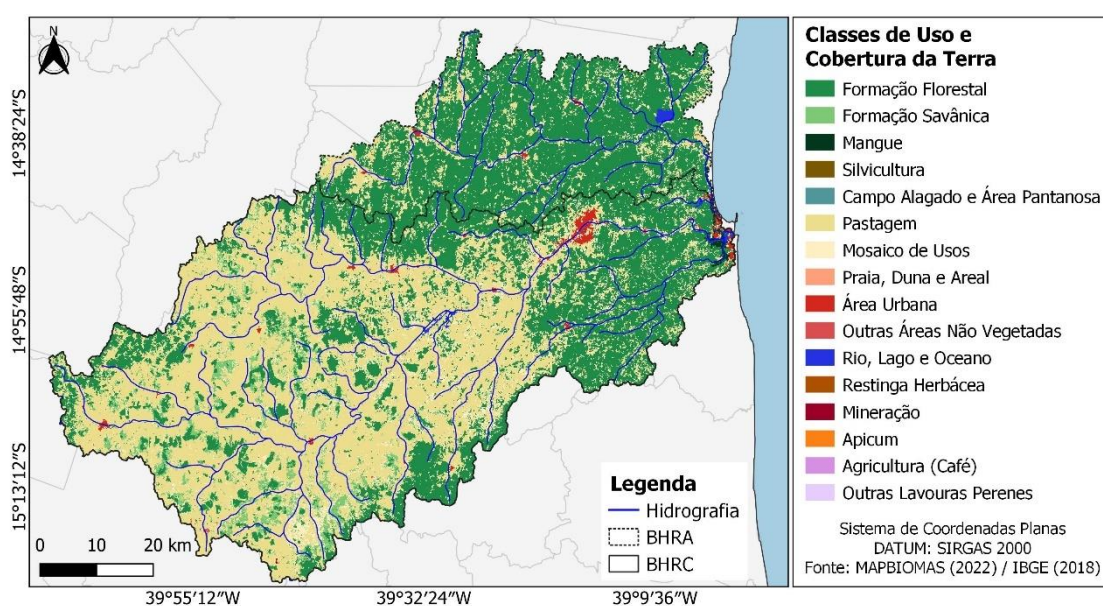 N
14°38'24"S
14°55'48"S
15°13'12"S
0 10 20 km
39°55'12"W 39°32'24"W 39°9'36"W
Legenda
Hidrografia
BHRA
BHRC
Classes de Uso e
Cobertura da Terra
Formação Florestal
Formação Savânica
Mangue
Silvicultura
Campo Alagado e Área Pantanosa
Pastagem
Mosaico de Usos
Praia, Duna e Areal
Área Urbana
Outras Áreas Não Vegetadas
Rio, Lago e Oceano
Restinga Herbácea
Mineração
Apicum
Agricultura (Café)
Outras Lavouras Perenes
Sistema de Coordenadas Planas
DATUM: SIRGAS 2000
Fonte: MAPBIOMAS (2022) / IBGE (2018)